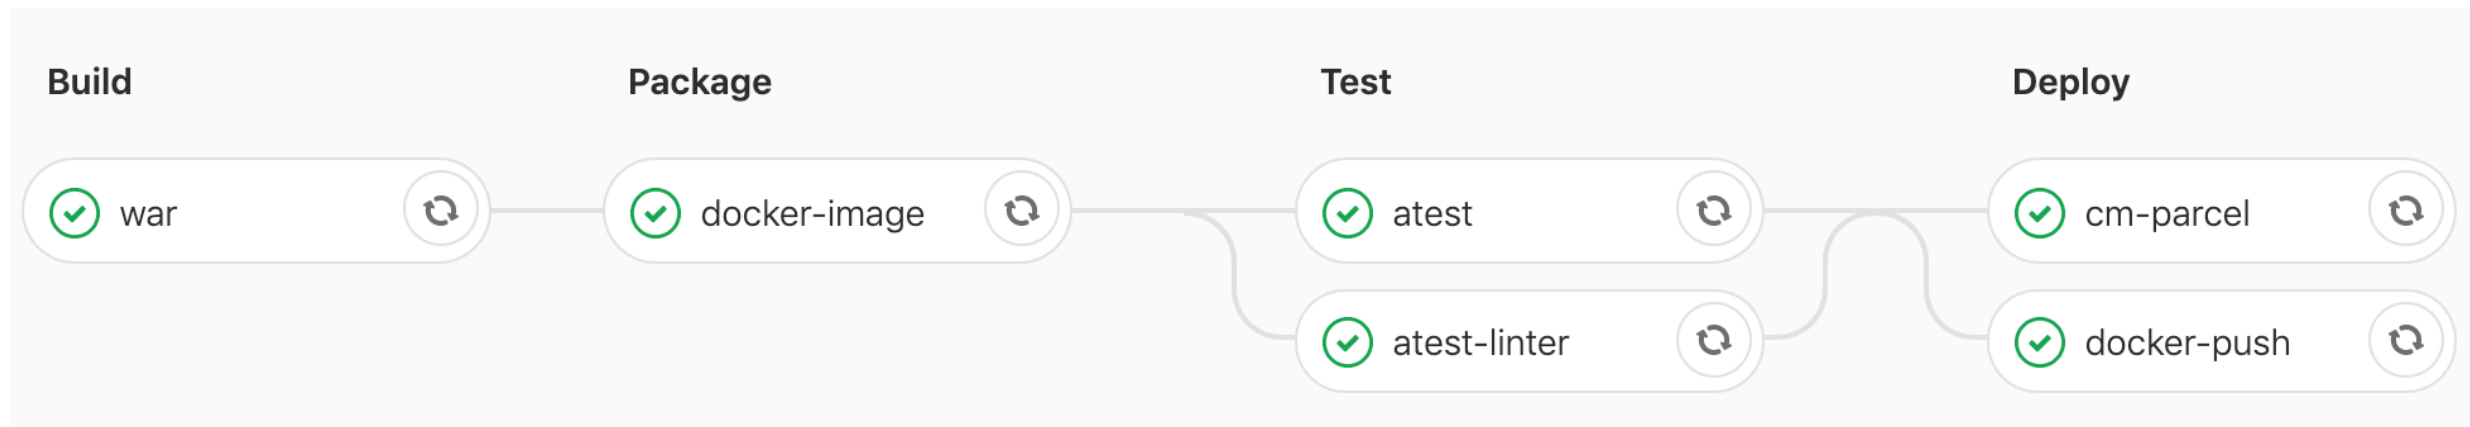 Build Package Test Deploy
war docker-image atest cm-parcel
atest-linter docker-push